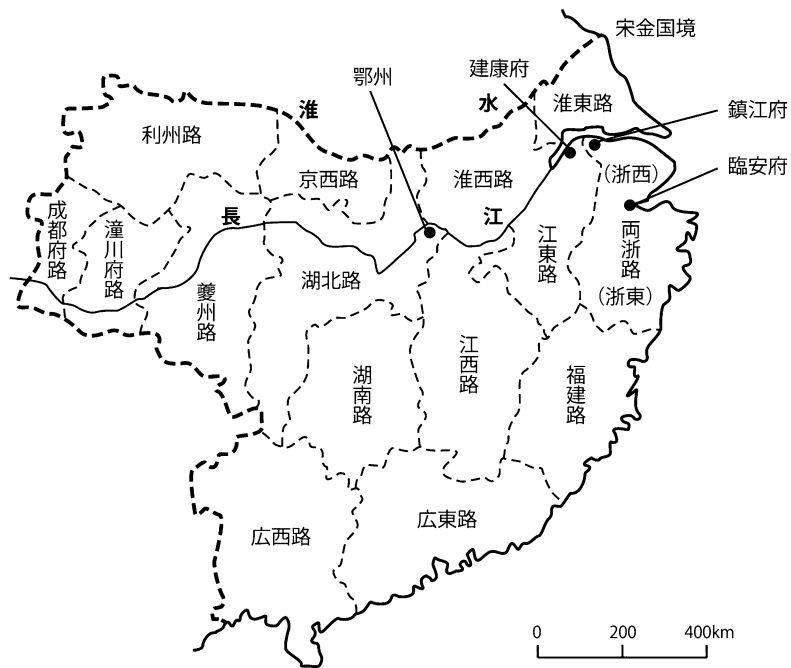 宋金国境
鄂州
建康府
淮
水
淮東路
鎮江府
利州路
京西路
淮西路
(浙西)
臨安府
成都府路
潼川府路
長
江
江東路
両浙路
(浙東)
夔州路
湖北路
湖南路
江西路
福建路
広西路
広東路
0 200 400km